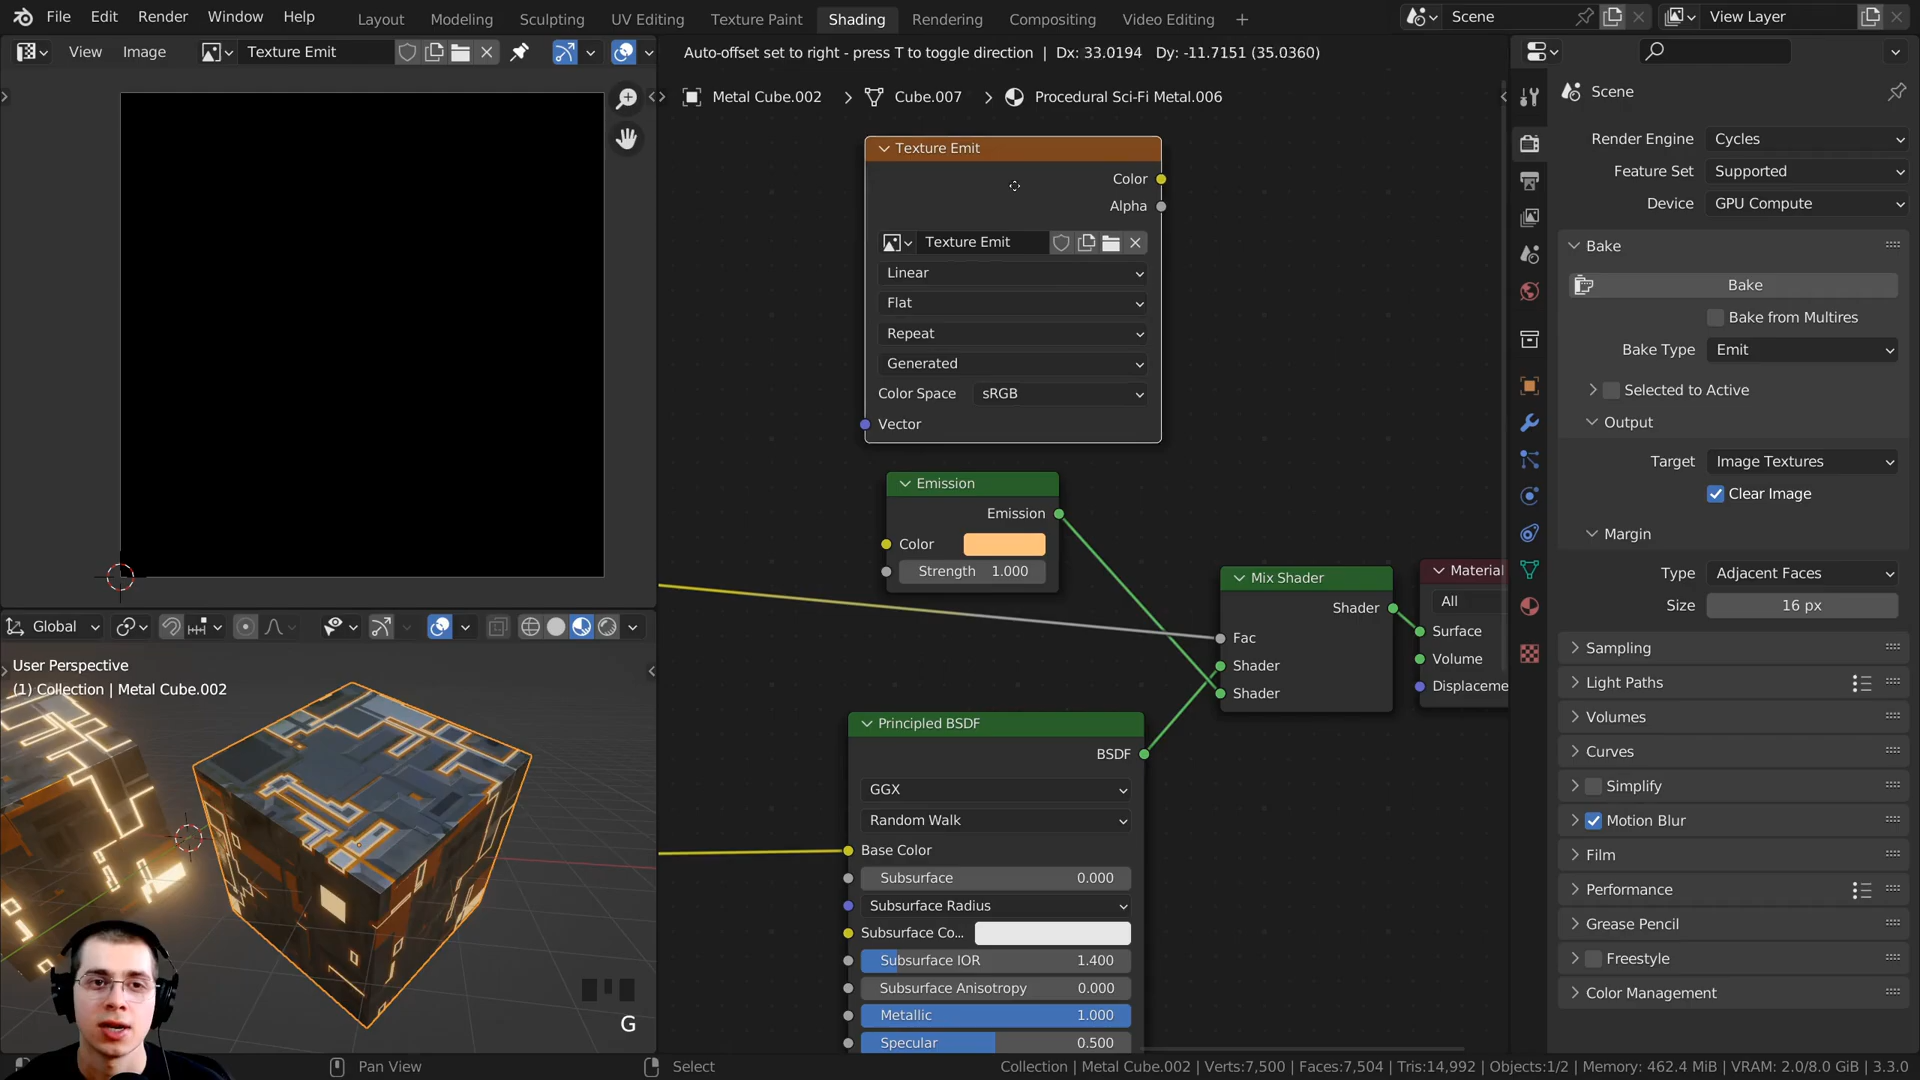 File Edit Render Window Help
Layout Modeling Sculpting UV Editing Texture Paint Shading Rendering Compositing Video Editing +
Scene
View Layer
View Image Texture Emit
Auto-offset set to right - press T to toggle direction | Dx: 33.0194 Dy: -11.7151 (35.0360)
Metal Cube.002 > Cube.007 > Procedural Sci-Fi Metal.006
Texture Emit
Color
Alpha
Texture Emit
Linear
Flat
Repeat
Generated
Color Space sRGB
Vector
Emission
Emission
Color
Strength 1.000
Mix Shader
Shader
Fac
Shader
Shader
Material
All
Surface
Volume
Displaceme
Principled BSDF
BSDF
GGX
Random Walk
Base Color
Subsurface 0.000
Subsurface Radius
Subsurface Co...
Subsurface IOR 1.400
Subsurface Anisotropy 0.000
Metallic 1.000
Specular 0.500
Global
User Perspective
(1) Collection | Metal Cube.002
G
Scene
Render Engine Cycles
Feature Set Supported
Device GPU Compute
Bake
Bake
Bake from Multires
Bake Type Emit
Selected to Active
Output
Target Image Textures
Clear Image
Margin
Type Adjacent Faces
Size 16 px
Sampling
Light Paths
Volumes
Curves
Simplify
Motion Blur
Film
Performance
Grease Pencil
Freestyle
Color Management
Pan View
Select
Collection | Metal Cube.002 | Verts:7,500 | Faces:7,504 | Tris:14,992 | Objects:1/2 | Memory: 462.4 MiB | VRAM: 2.0/8.0 GiB | 3.3.0